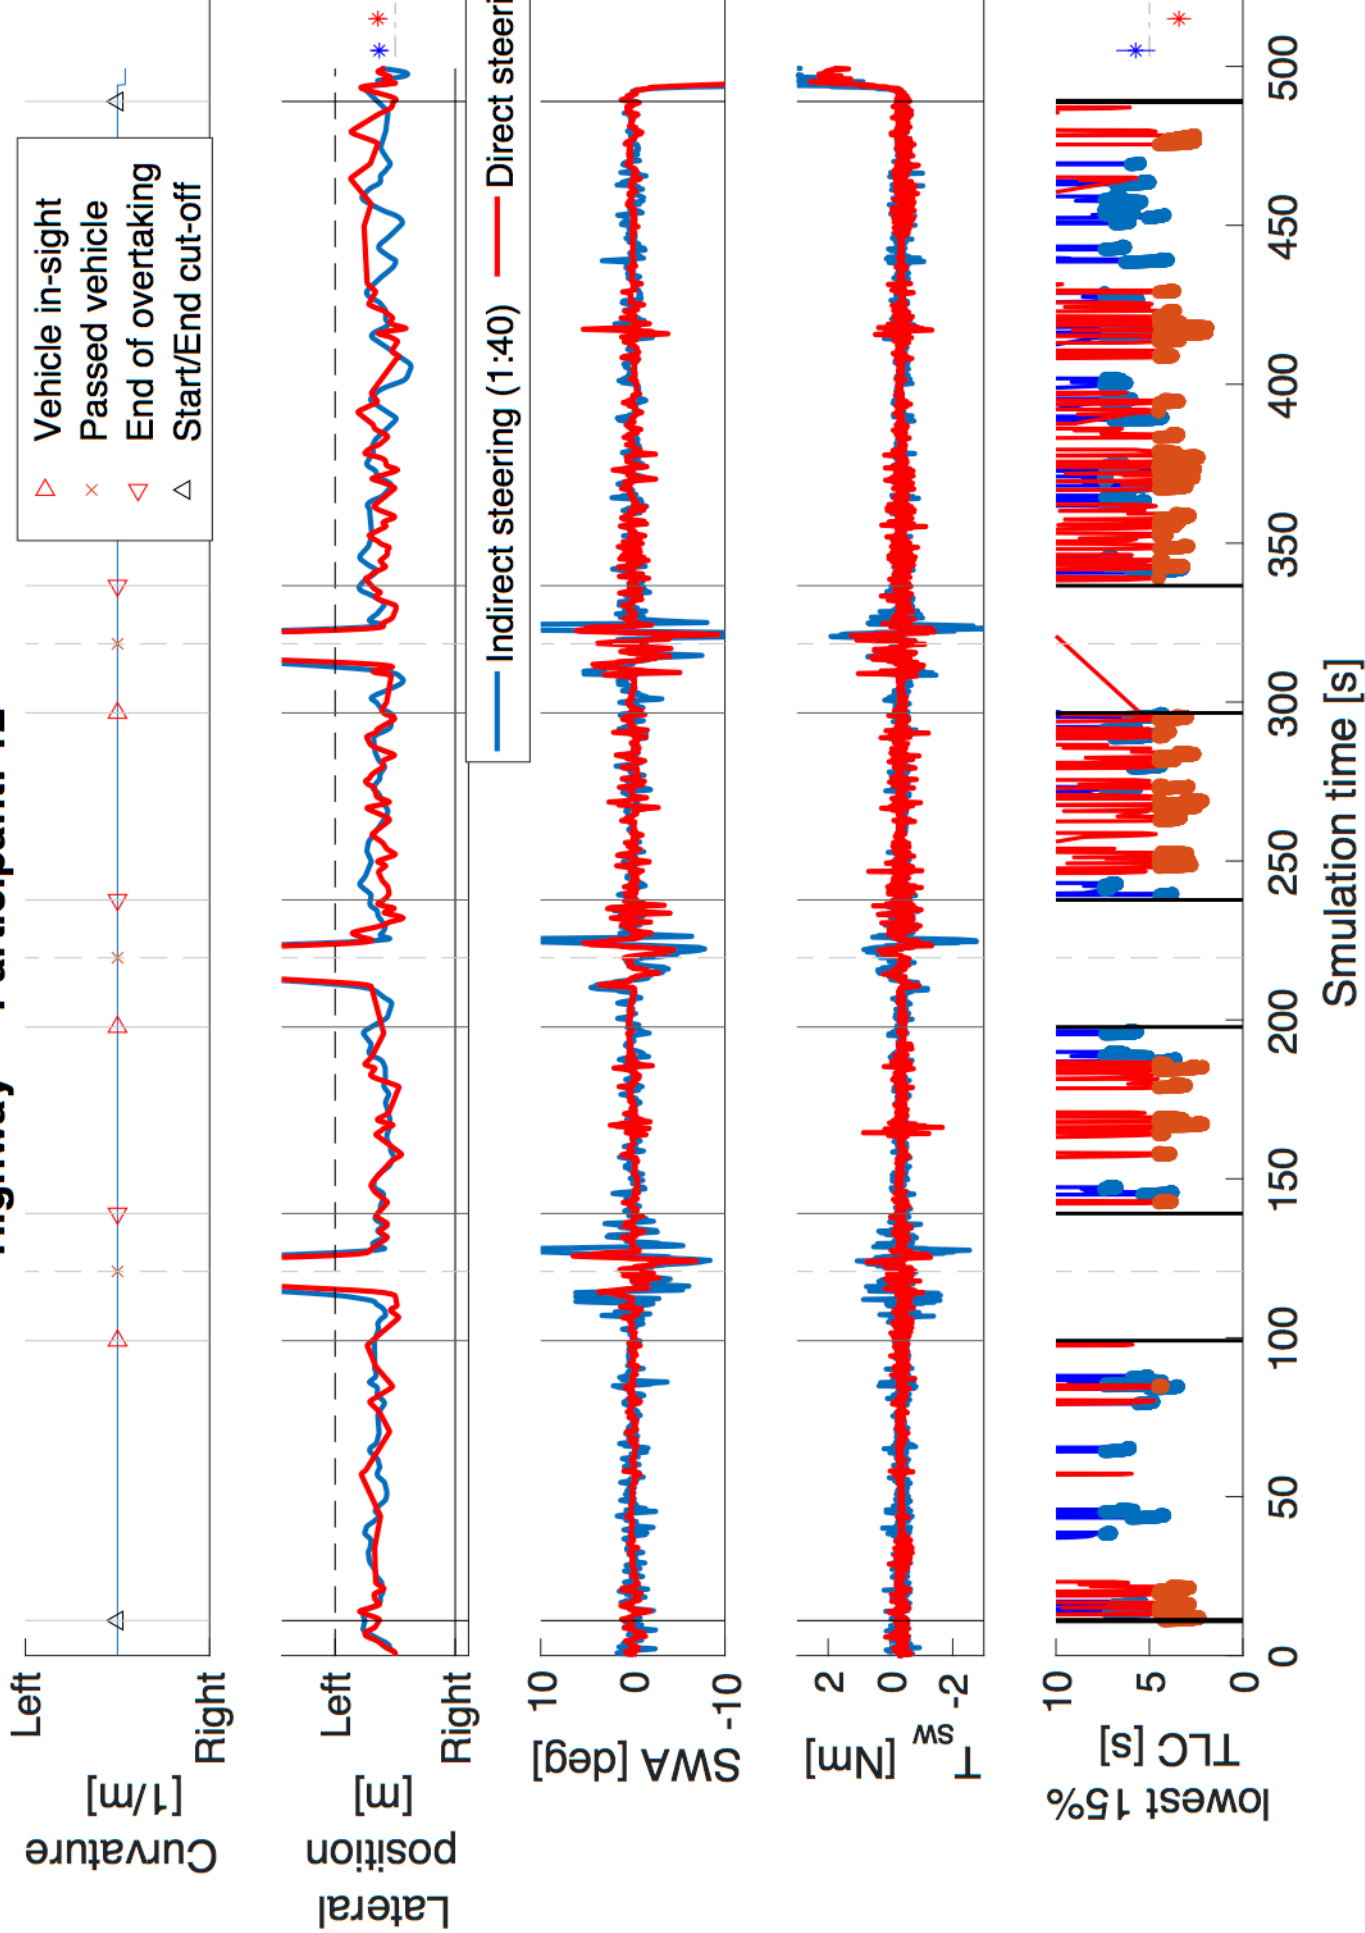 Left
Right
Curvature
[1/m]
Vehicle in-sight
Passed vehicle
End of overtaking
Start/End cut-off
Left
Right
Lateral
position
[m]
Indirect steering (1:40)
Direct
10
0
-10
SWA [deg]
2
0
-2
T_sw [Nm]
10
5
0
lowest 15%
TLC [s]
0
50
100
150
200
250
300
350
400
450
500
Smulation time [s]